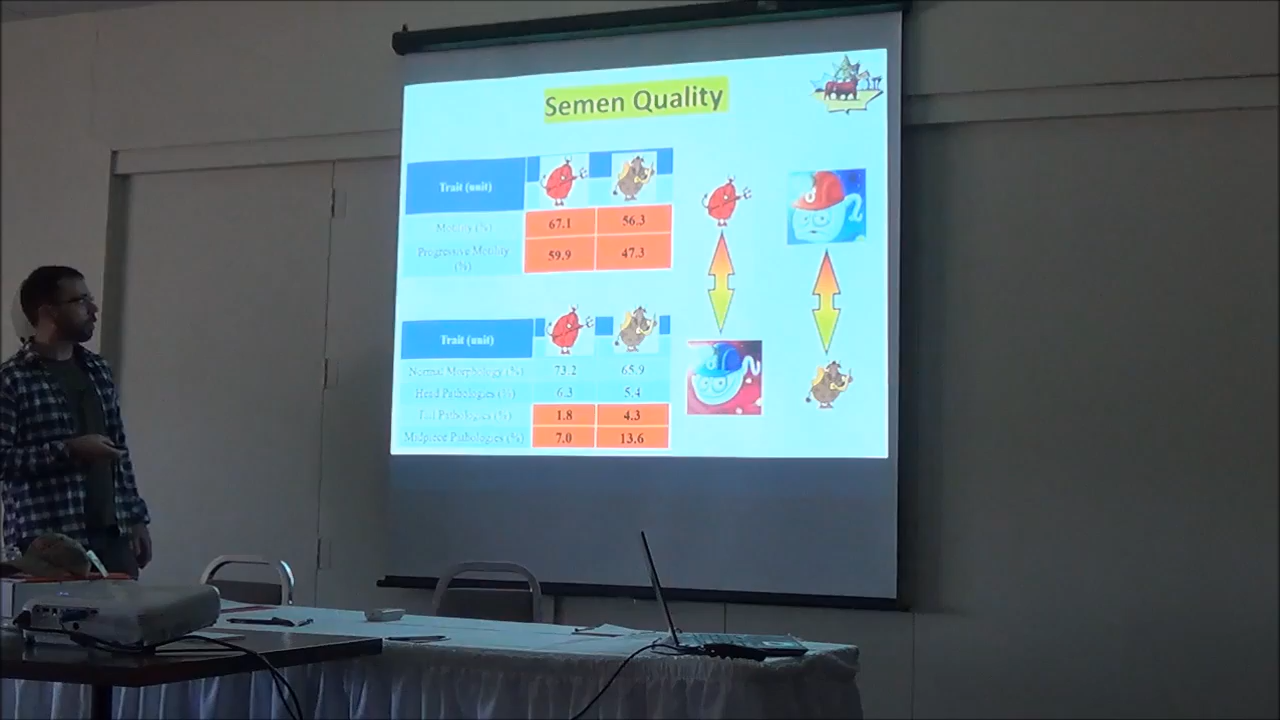 Semen Quality
Trait (unit)
Motility (%) 67.1 56.3
Progressive Motility
(%) 59.9 47.3
Trait (unit)
Normal Morphology (%) 73.2 65.9
Head Pathologies (%) 6.3 5.4
Tail Pathologies (%) 1.8 4.3
Midpiece Pathologies (%) 7.0 13.6